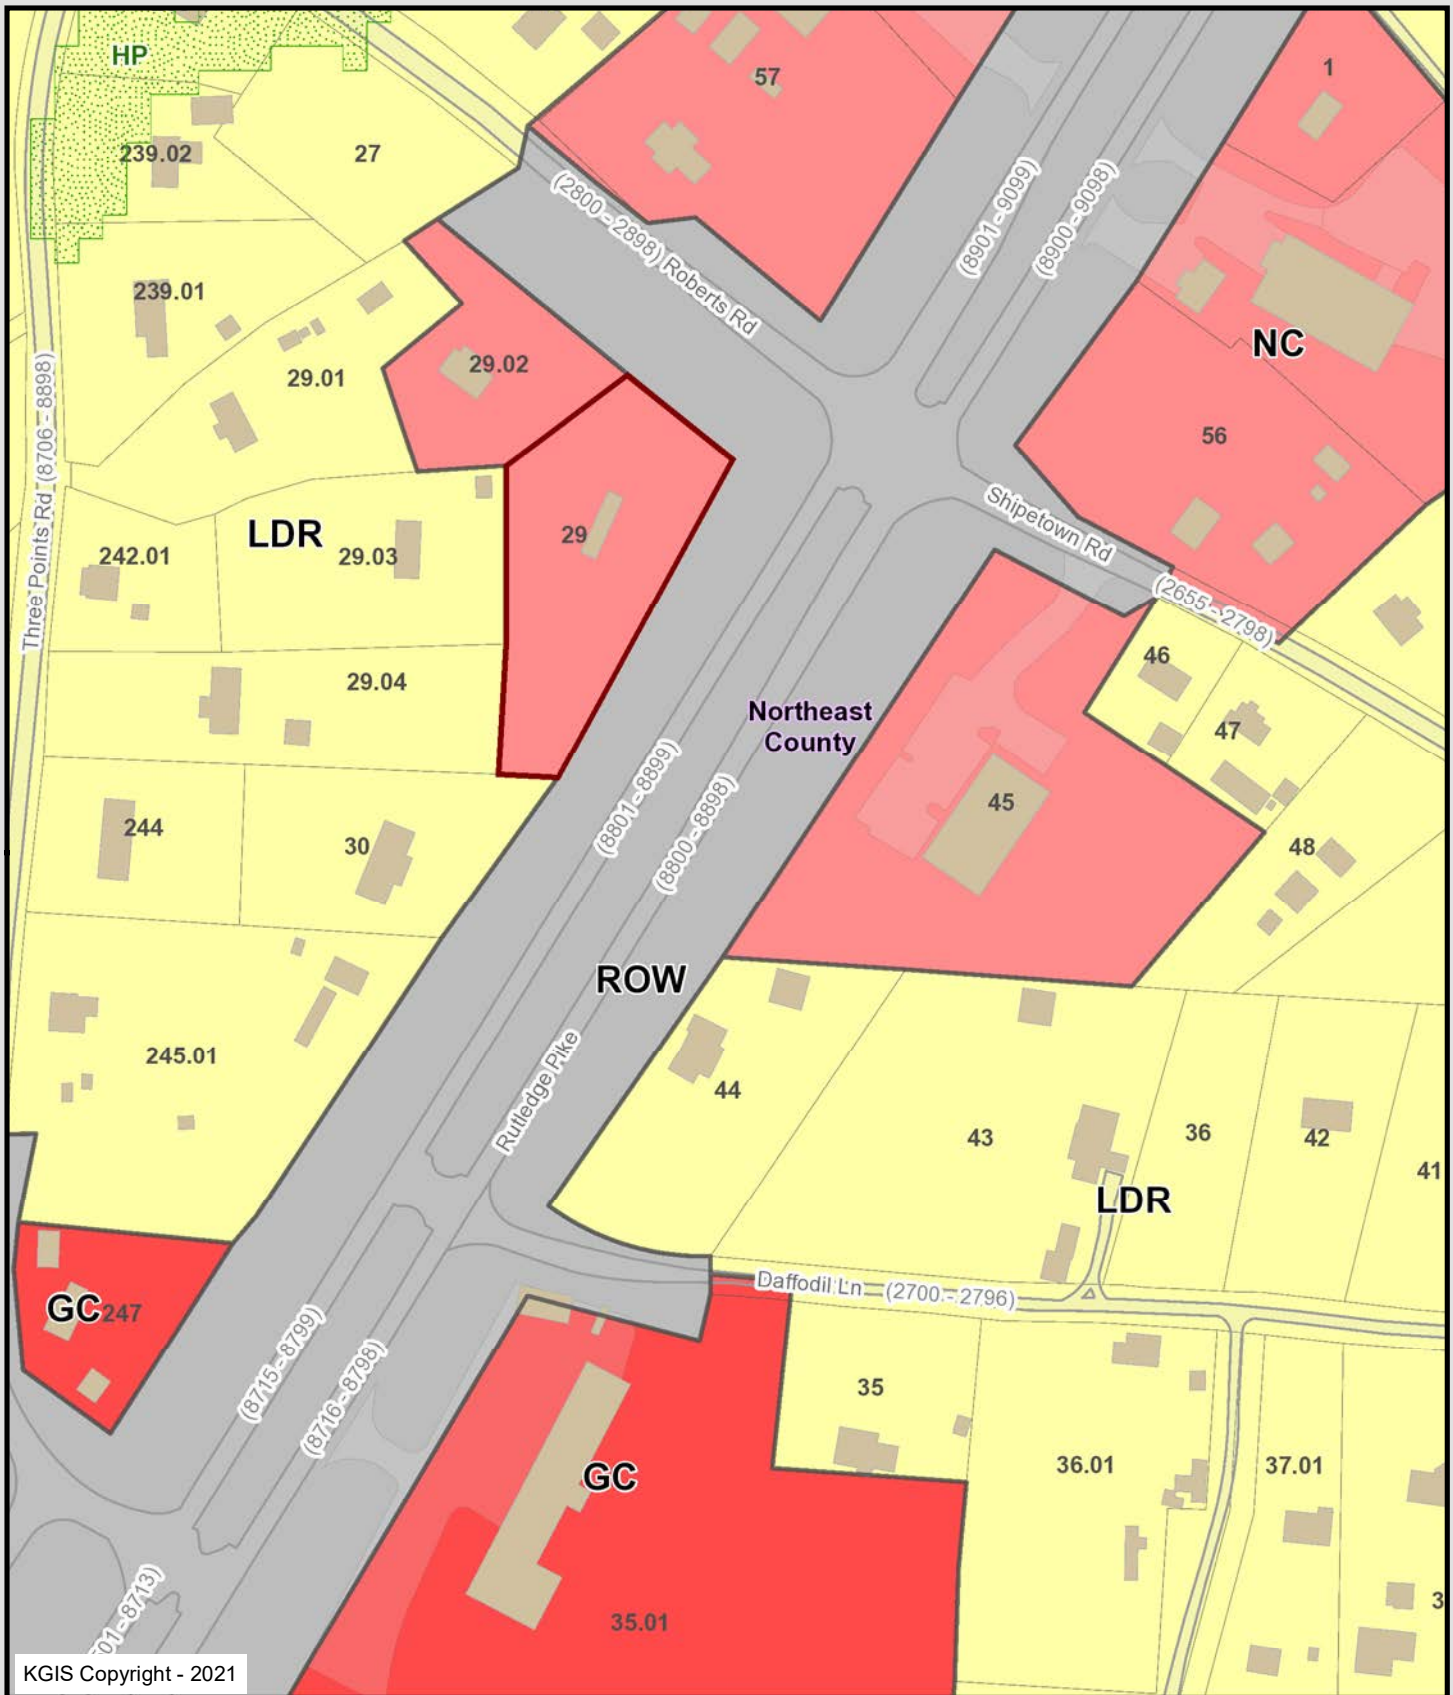 HP
57
1
239.02
27
(2800 - 2898) Roberts Rd
(8901 - 9099)
(8900 - 9098)
239.01
NC
29.02
29.01
Three Points Rd (8706 - 8898)
56
Shipetown Rd
(2655 - 2798)
LDR
29
242.01
29.03
46
29.04
Northeast
County
47
(8801 - 8899)
(8800 - 8898)
45
244
30
48
ROW
245.01
Rutledge Pike
44
43
36
42
41
LDR
GC
247
Daffodil Ln (2700 - 2796)
(8715 - 8799)
(8716 - 8798)
35
GC
36.01
37.01
35.01
KGIS Copyright - 2021